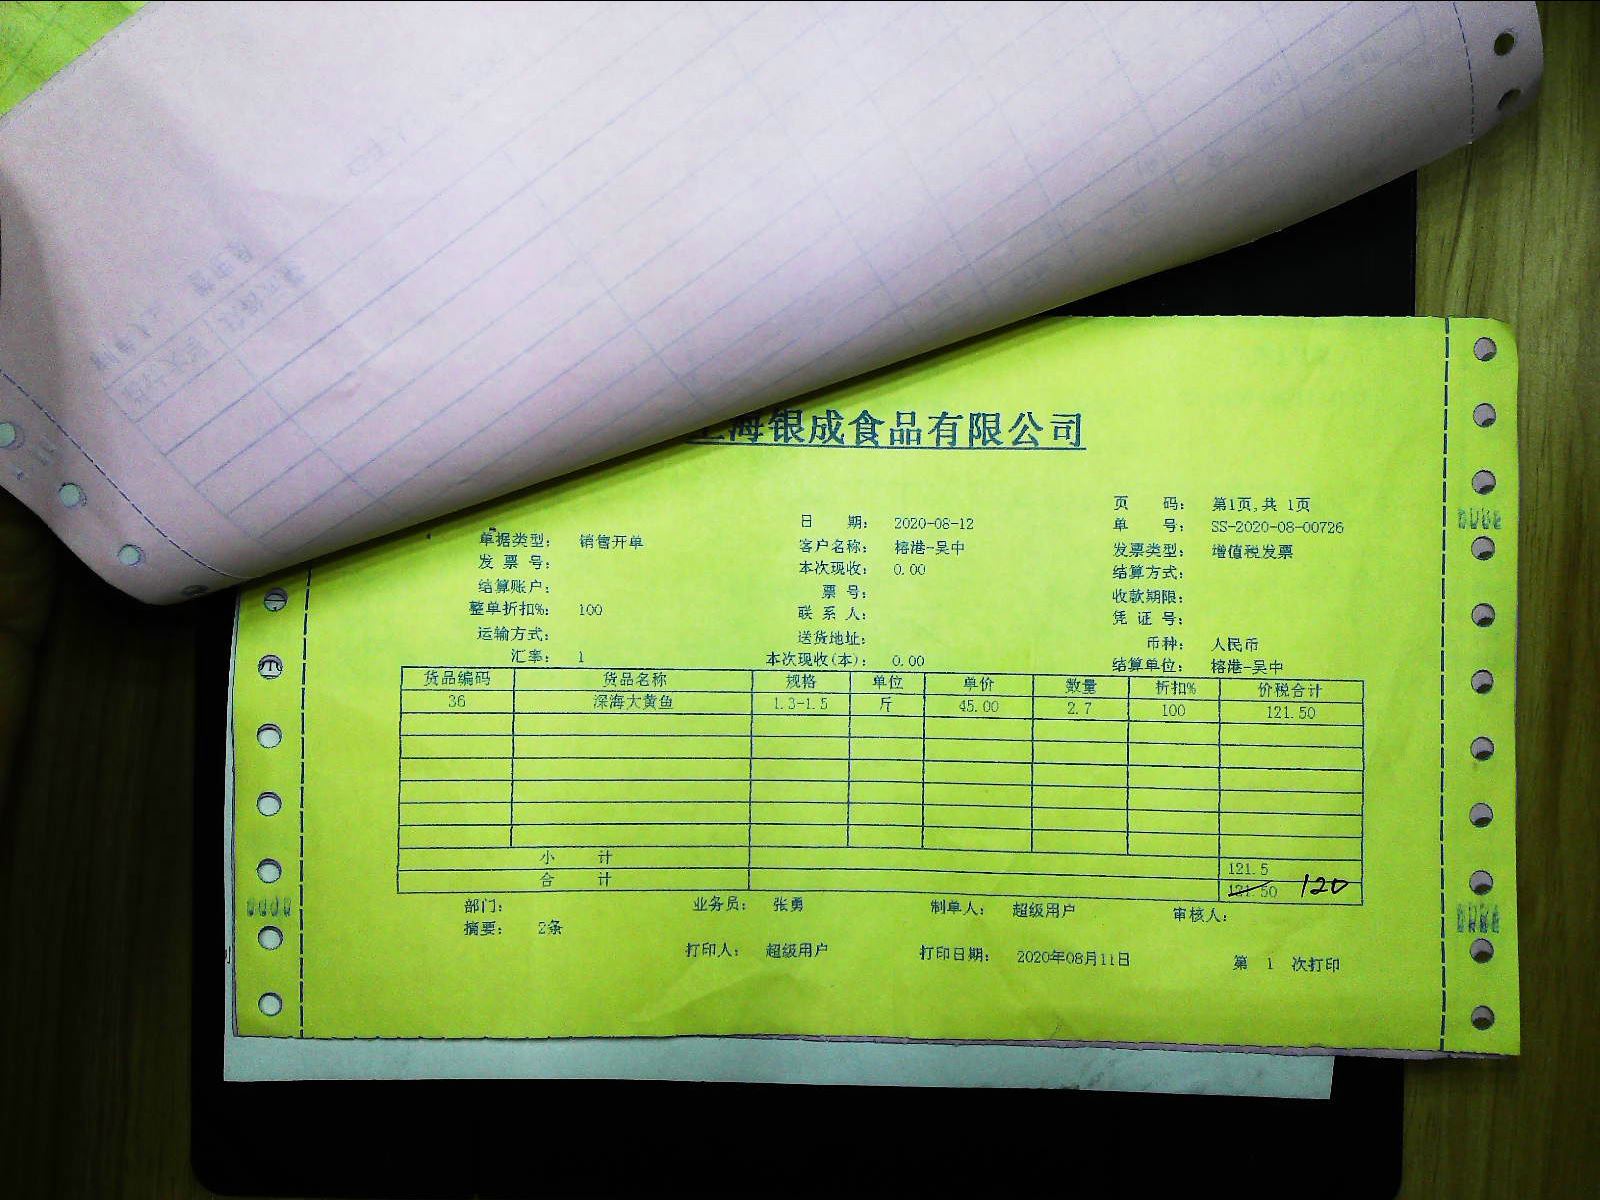 上海银成食品有限公司
页 码: 第1页,共 1页
日 期: 2020-08-12
单 号: SS-2020-08-00726
单据类型: 销售开单
客户名称: 榕港-吴中
发票类型: 增值税发票
发 票 号:
本次现收: 0.00
结算方式:
结算账户:
票 号:
收款期限:
整单折扣%: 100
联 系 人:
凭 证 号:
运输方式:
送货地址:
币种: 人民币
汇率: 1
本次现收(本): 0.00
结算单位: 榕港-吴中
货品编码 货品名称 规格 单位 单价 数量 折扣% 价税合计
36 深海大黄鱼 1.3-1.5 斤 45.00 2.7 100 121.50
小 计 121.5
合 计 121.50 120
部门: 业务员: 张勇 制单人: 超级用户 审核人:
摘要: 2条
打印人: 超级用户 打印日期: 2020年08月11日 第 1 次打印